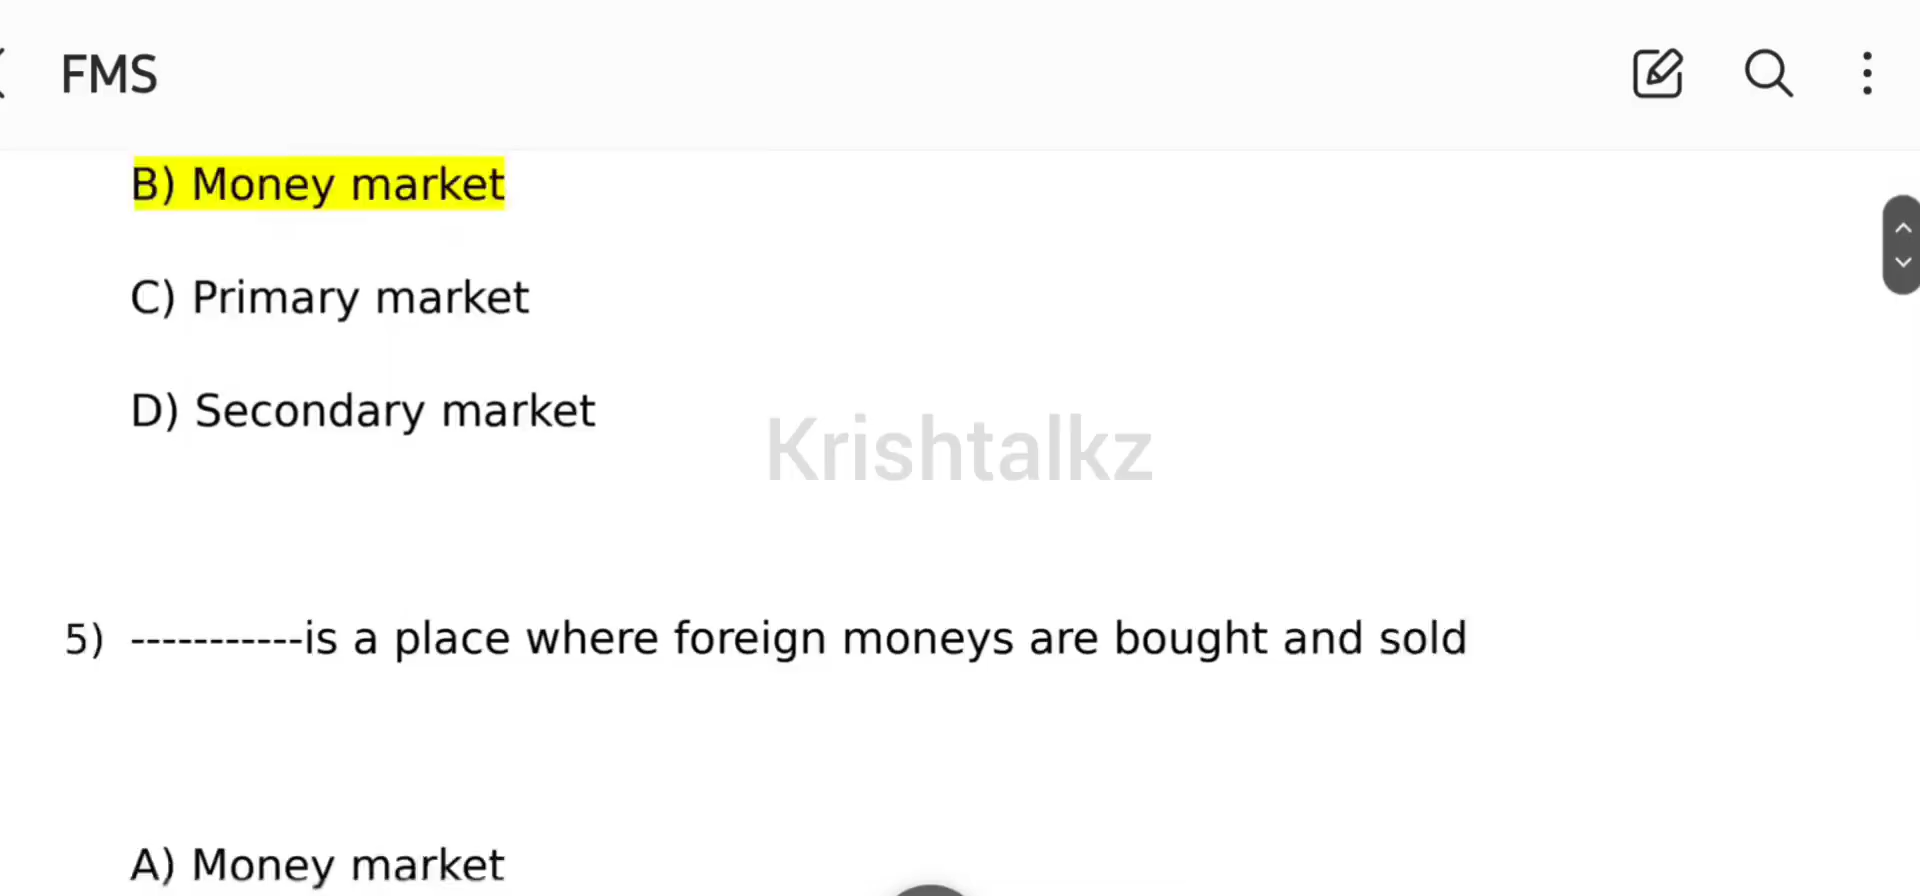 FMS
B) Money market
C) Primary market
D) Secondary market
Krishtalkz
5) -----------is a place where foreign moneys are bought and sold
A) Money market